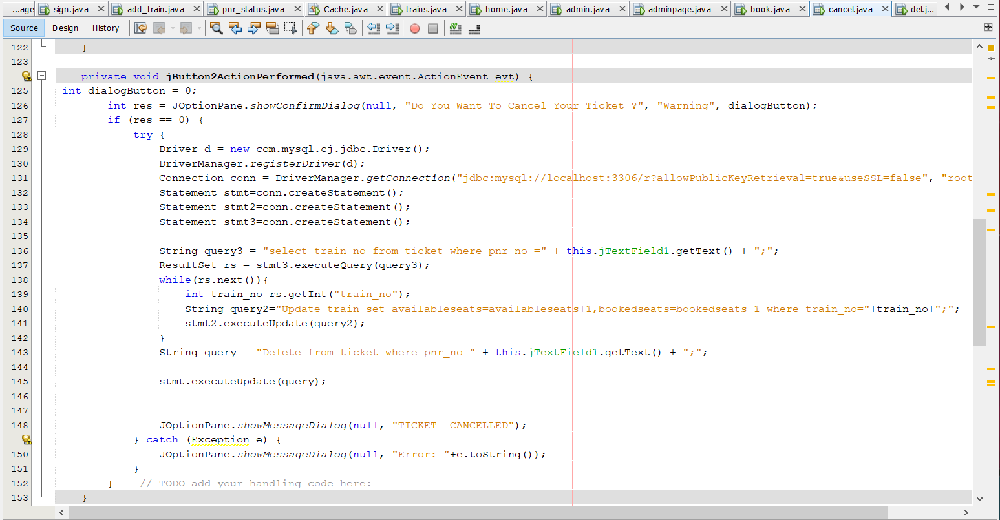 ...age sign.java × add_train.java × pnr_status.java × Cache.java × trains.java × home.java × admin.java × adminpage.java × book.java × cancel.java × del.j...
Source Design History
122 }
123
private void jButton2ActionPerformed(java.awt.event.ActionEvent evt) {
125 int dialogButton = 0;
126 int res = JOptionPane.showConfirmDialog(null, "Do You Want To Cancel Your Ticket ?", "Warning", dialogButton);
127 if (res == 0) {
128 try {
129 Driver d = new com.mysql.cj.jdbc.Driver();
130 DriverManager.registerDriver(d);
131 Connection conn = DriverManager.getConnection("jdbc:mysql://localhost:3306/r?allowPublicKeyRetrieval=true&useSSL=false", "root
132 Statement stmt=conn.createStatement();
133 Statement stmt2=conn.createStatement();
134 Statement stmt3=conn.createStatement();
135
136 String query3 = "select train_no from ticket where pnr_no =" + this.jTextField1.getText() + ";";
137 ResultSet rs = stmt3.executeQuery(query3);
138 while(rs.next()){
139 int train_no=rs.getInt("train_no");
140 String query2="Update train set availableseats=availableseats+1,bookedseats=bookedseats-1 where train_no="+train_no+";";
141 stmt2.executeUpdate(query2);
142 }
143 String query = "Delete from ticket where pnr_no=" + this.jTextField1.getText() + ";";
144
145 stmt.executeUpdate(query);
146
147
148 JOptionPane.showMessageDialog(null, "TICKET  CANCELLED");
} catch (Exception e) {
150 JOptionPane.showMessageDialog(null, "Error: "+e.toString());
151 }
152 } // TODO add your handling code here:
153 }